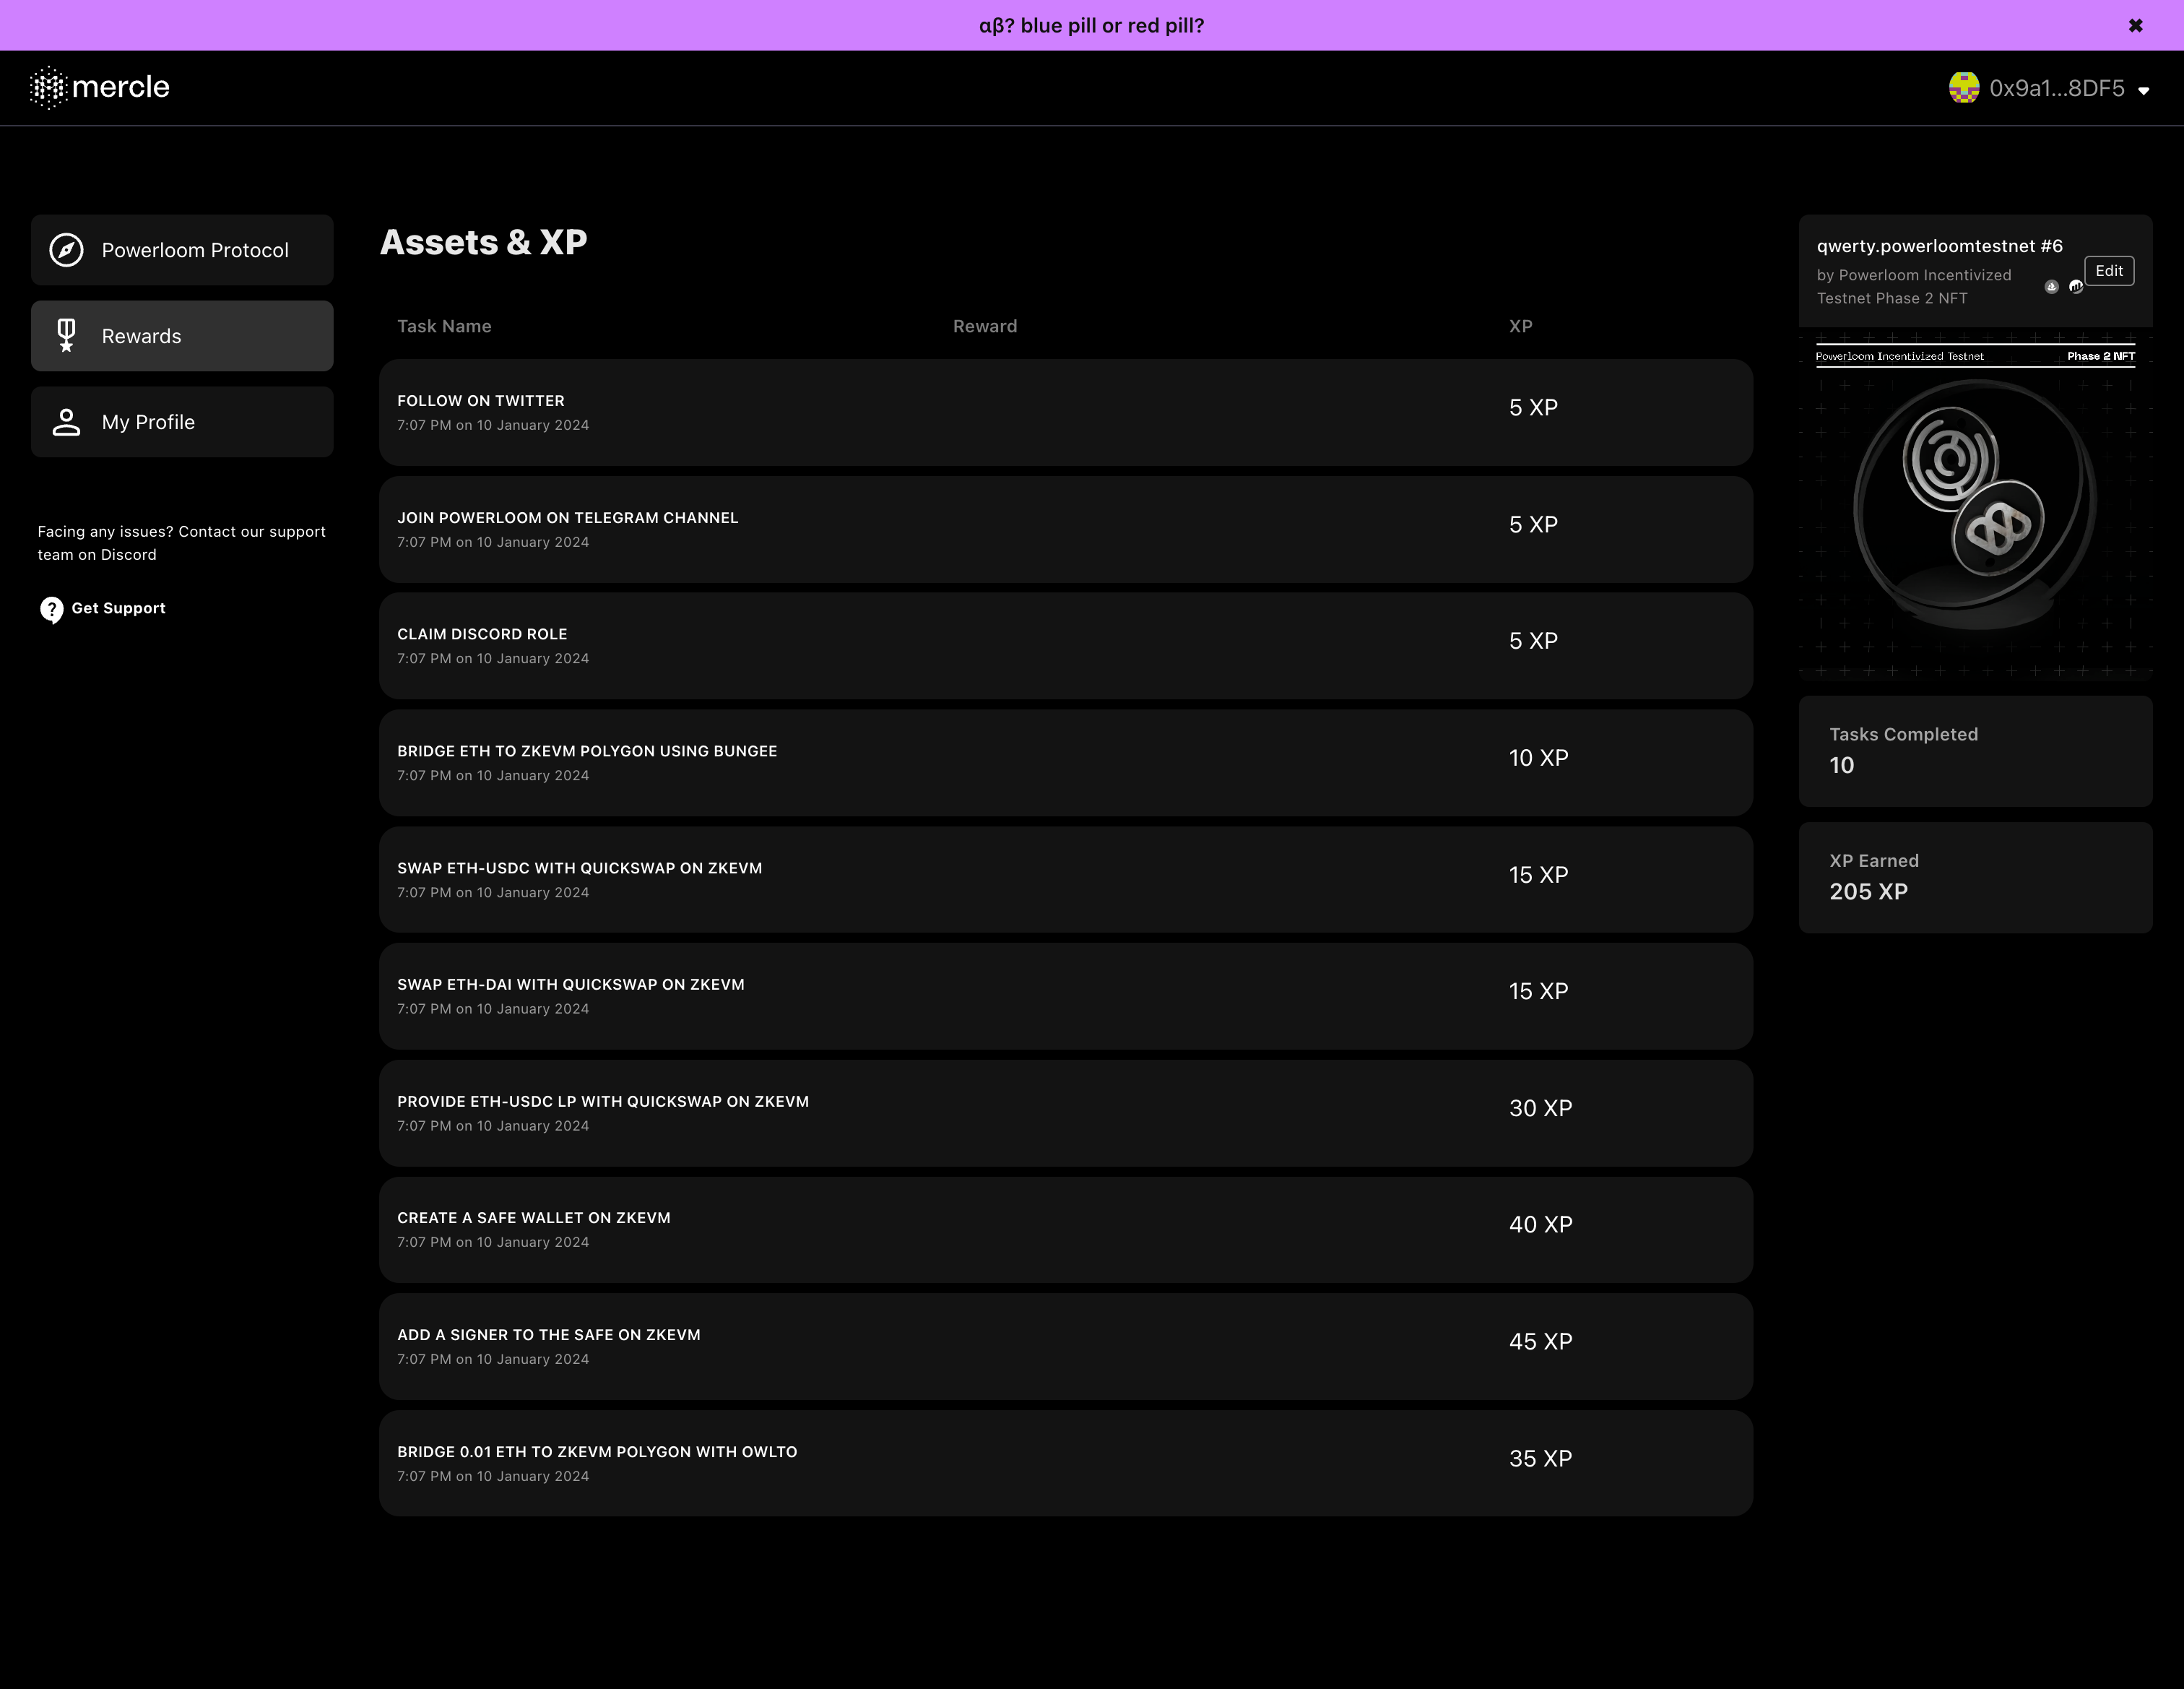 αβ? blue pill or red pill?
✖
mercle
0x9a1...8DF5
Powerloom Protocol
Rewards
My Profile
Facing any issues? Contact our support
team on Discord
Get Support
Assets & XP
Task Name Reward XP
FOLLOW ON TWITTER
7:07 PM on 10 January 2024
5 XP
JOIN POWERLOOM ON TELEGRAM CHANNEL
7:07 PM on 10 January 2024
5 XP
CLAIM DISCORD ROLE
7:07 PM on 10 January 2024
5 XP
BRIDGE ETH TO ZKEVM POLYGON USING BUNGEE
7:07 PM on 10 January 2024
10 XP
SWAP ETH-USDC WITH QUICKSWAP ON ZKEVM
7:07 PM on 10 January 2024
15 XP
SWAP ETH-DAI WITH QUICKSWAP ON ZKEVM
7:07 PM on 10 January 2024
15 XP
PROVIDE ETH-USDC LP WITH QUICKSWAP ON ZKEVM
7:07 PM on 10 January 2024
30 XP
CREATE A SAFE WALLET ON ZKEVM
7:07 PM on 10 January 2024
40 XP
ADD A SIGNER TO THE SAFE ON ZKEVM
7:07 PM on 10 January 2024
45 XP
BRIDGE 0.01 ETH TO ZKEVM POLYGON WITH OWLTO
7:07 PM on 10 January 2024
35 XP
qwerty.powerloomtestnet #6
by Powerloom Incentivized
Testnet Phase 2 NFT
Edit
Powerloom Incentivized Testnet Phase 2 NFT
Tasks Completed
10
XP Earned
205 XP